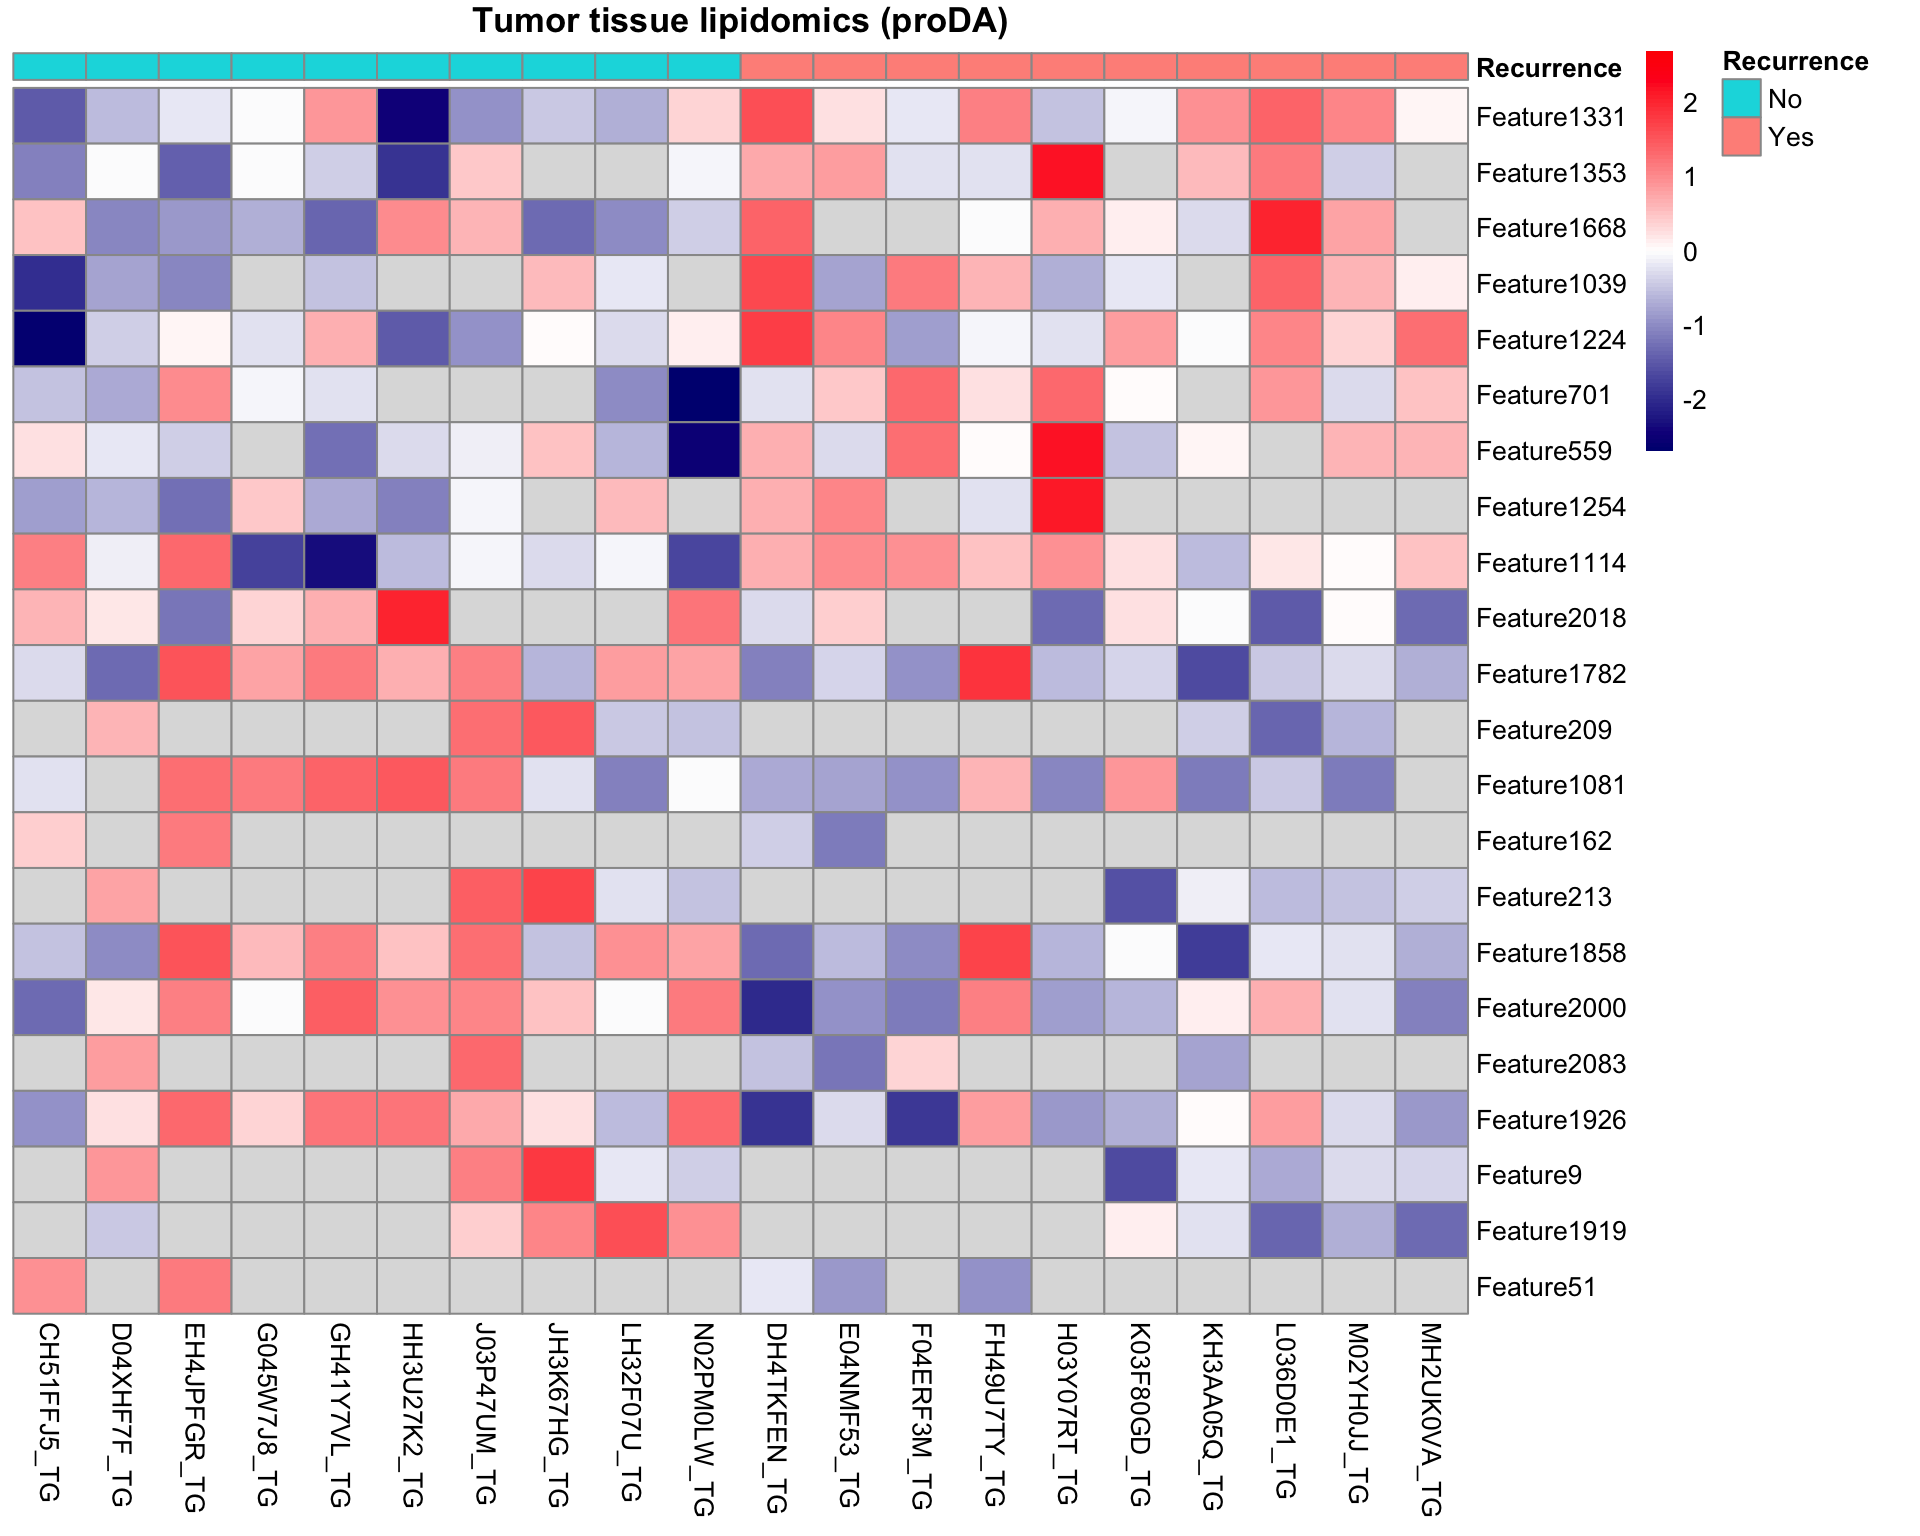 Tumor tissue lipidomics (proDA)
Recurrence
Feature1331
Feature1353
Feature1668
Feature1039
Feature1224
Feature701
Feature559
Feature1254
Feature1114
Feature2018
Feature1782
Feature209
Feature1081
Feature162
Feature213
Feature1858
Feature2000
Feature2083
Feature1926
Feature9
Feature1919
Feature51
2
1
0
-1
-2
Recurrence
No
Yes
CH51FFJ5_TG
D04XHF7F_TG
EH4JPFGR_TG
G045W7J8_TG
GH41Y7VL_TG
HH3U27K2_TG
J03P47UM_TG
JH3K67HG_TG
LH32F07U_TG
N02PM0LW_TG
DH4TKFEN_TG
E04NMF53_TG
F04ERF3M_TG
FH49U7TY_TG
H03Y07RT_TG
K03F80GD_TG
KH3AA05Q_TG
L036D0E1_TG
M02YH0JJ_TG
MH2UK0VA_TG